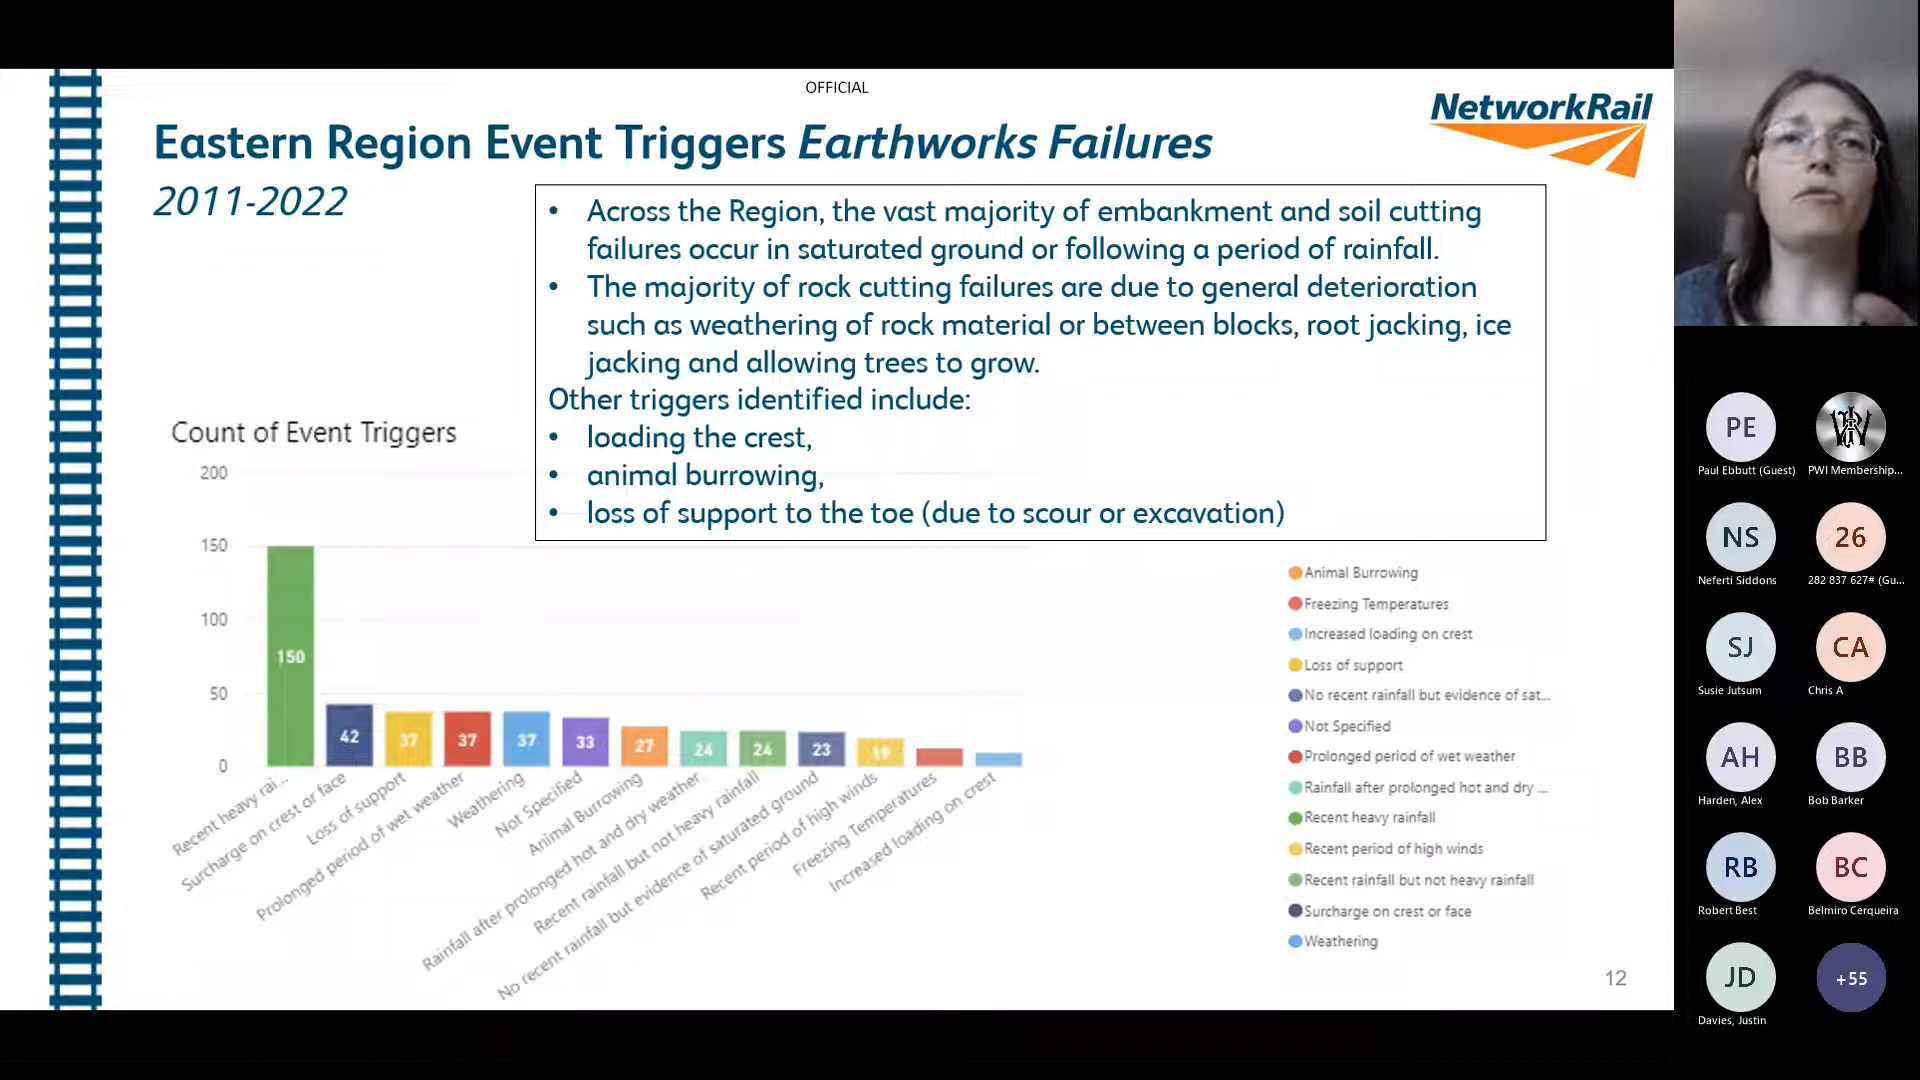 OFFICIAL
NetworkRail
Eastern Region Event Triggers Earthworks Failures
2011-2022
• Across the Region, the vast majority of embankment and soil cutting
failures occur in saturated ground or following a period of rainfall.
• The majority of rock cutting failures are due to general deterioration
such as weathering of rock material or between blocks, root jacking, ice
jacking and allowing trees to grow.
Other triggers identified include:
• loading the crest,
• animal burrowing,
• loss of support to the toe (due to scour or excavation)
Count of Event Triggers
200
150
100
50
0
150
42
37
37
37
33
27
24
24
23
19
Recent heavy rai...
Surcharge on crest or face
Loss of support
Prolonged period of wet weather
Weathering
Not Specified
Animal Burrowing
Rainfall after prolonged hot and dry weather
Recent rainfall but not heavy rainfall
No recent rainfall but evidence of saturated ground
Recent period of high winds
Freezing Temperatures
Increased loading on crest
Animal Burrowing
Freezing Temperatures
Increased loading on crest
Loss of support
No recent rainfall but evidence of sat...
Not Specified
Prolonged period of wet weather
Rainfall after prolonged hot and dry ...
Recent heavy rainfall
Recent period of high winds
Recent rainfall but not heavy rainfall
Surcharge on crest or face
Weathering
12
PE
Paul Ebbutt (Guest)
PWI Membership...
NS
Neferti Siddons
26
282 837 627# (Gu...
SJ
Susie Jutsum
CA
Chris A
AH
Harden, Alex
BB
Bob Barker
RB
Robert Best
BC
Belmiro Cerqueira
JD
Davies, Justin
+55